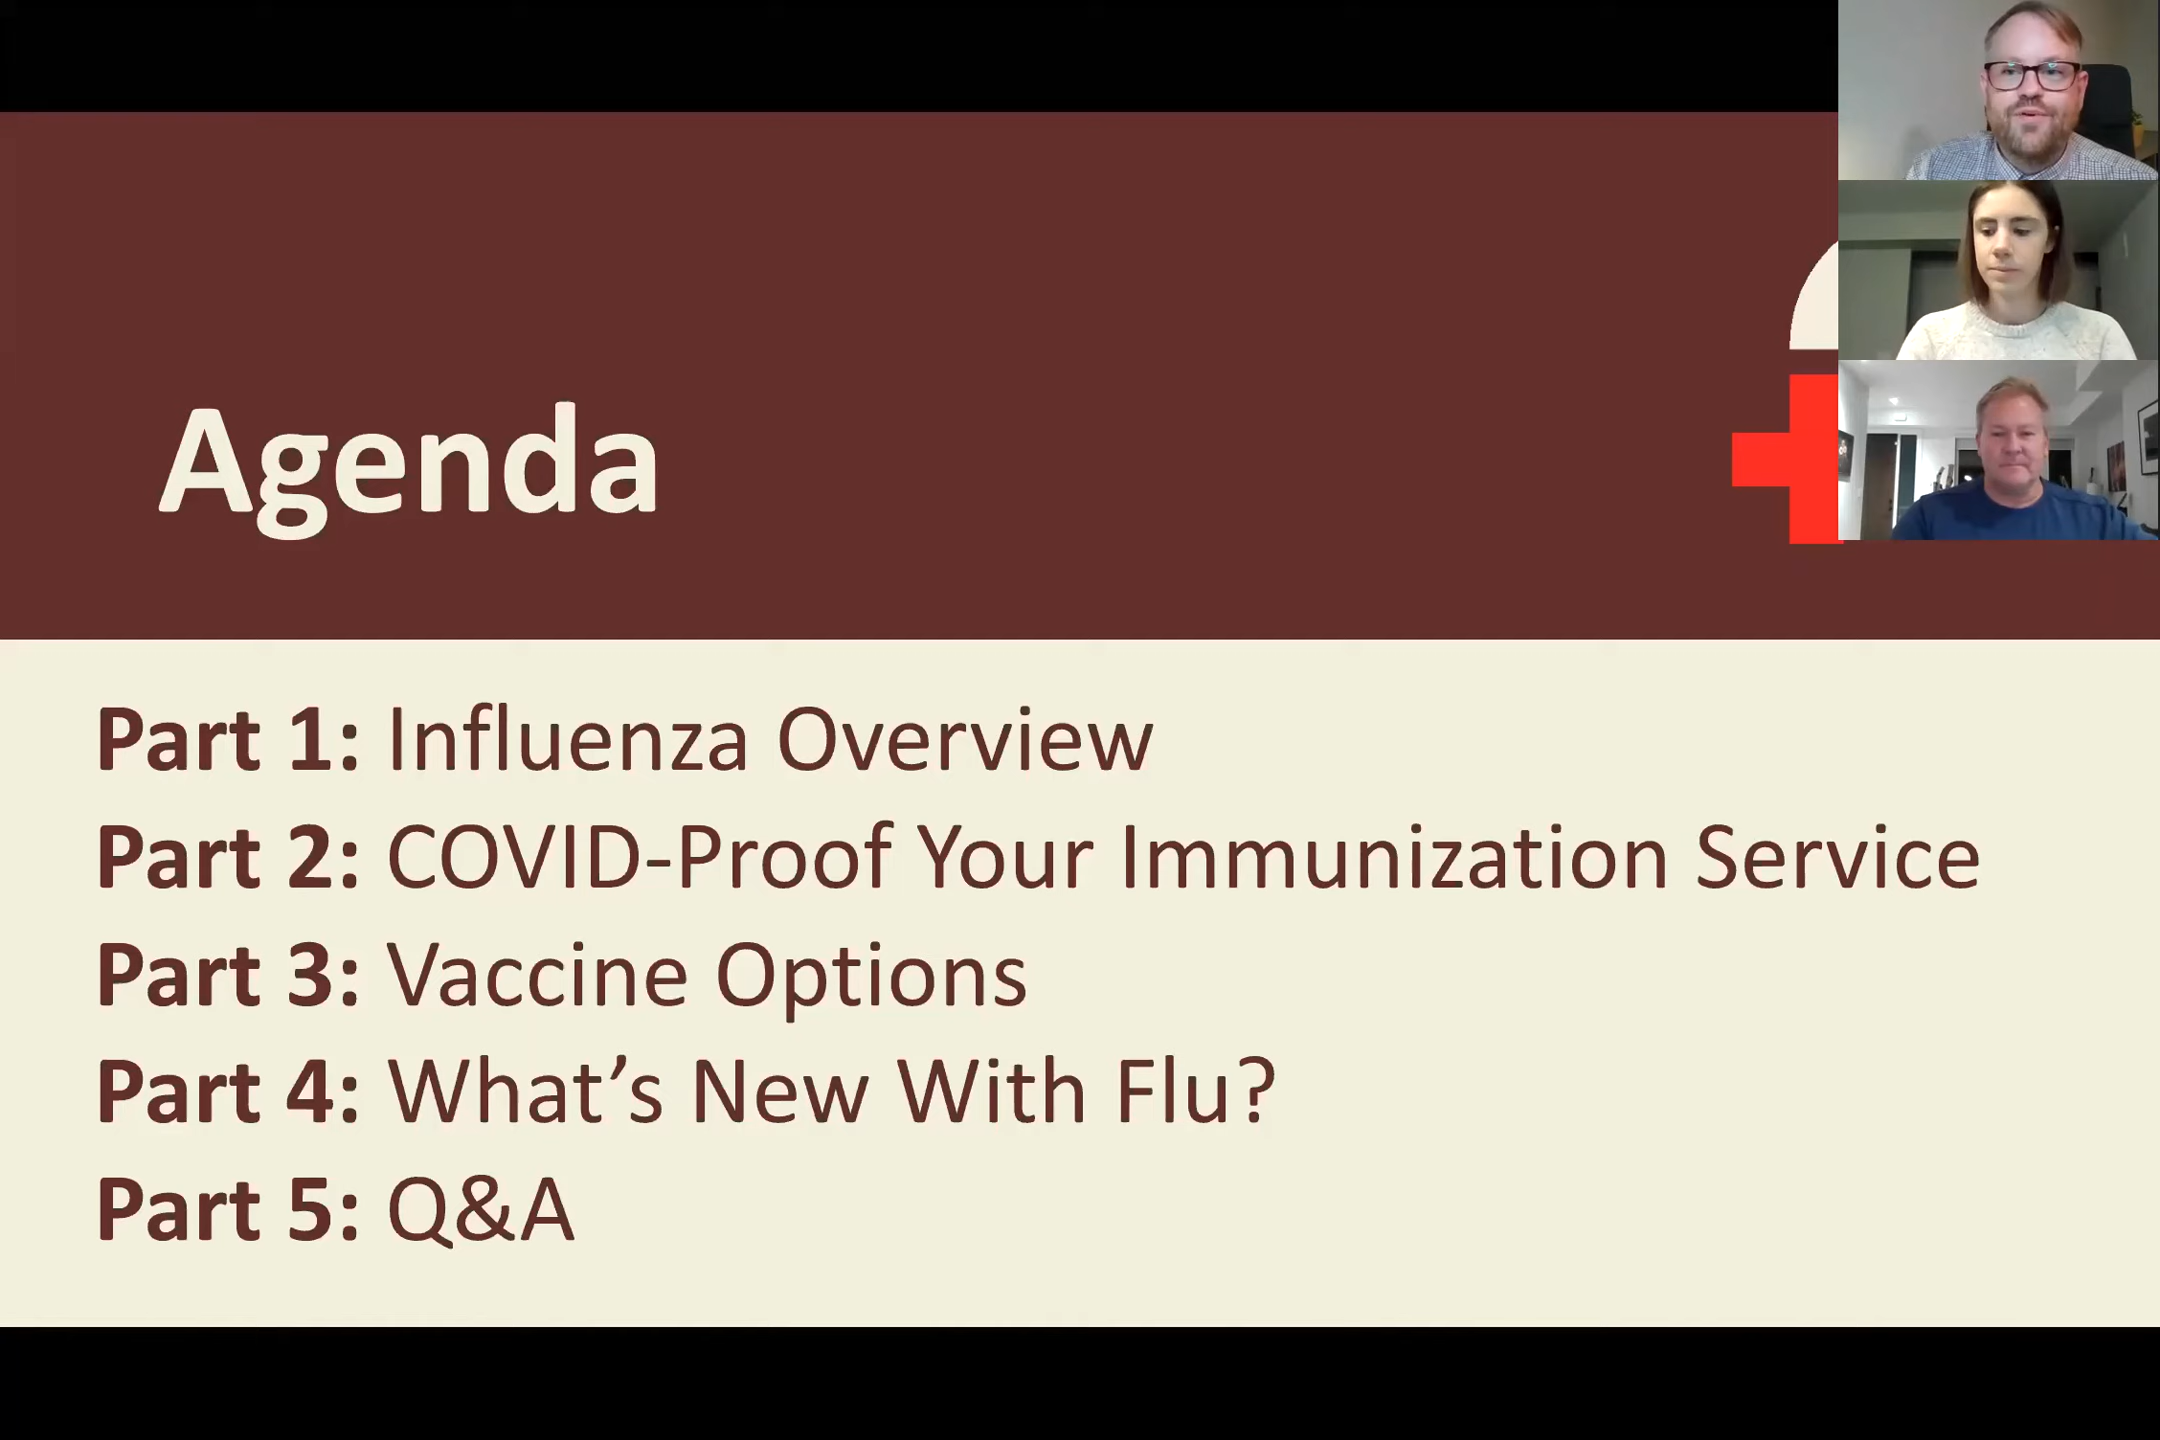 Agenda
Part 1: Influenza Overview
Part 2: COVID-Proof Your Immunization Service
Part 3: Vaccine Options
Part 4: What’s New With Flu?
Part 5: Q&A